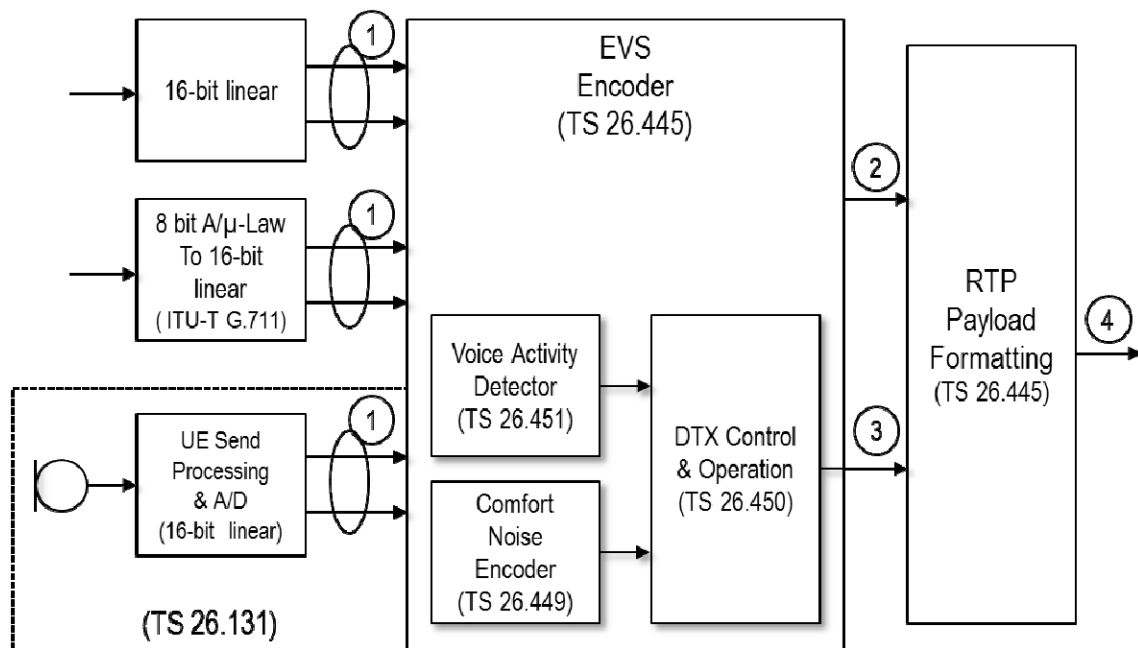 16-bit linear
1
8 bit A/μ-Law
To 16-bit
linear
( ITU-T G.711)
1
UE Send
Processing
& A/D
(16-bit linear)
1
(TS 26.131)
EVS
Encoder
(TS 26.445)
Voice Activity
Detector
(TS 26.451)
Comfort
Noise
Encoder
(TS 26.449)
DTX Control
& Operation
(TS 26.450)
2
3
RTP
Payload
Formatting
(TS 26.445)
4